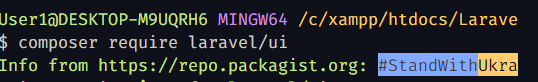 User1@DESKTOP-M9UQRH6 MINGW64 /c/xampp/htdocs/Larave
$ composer require laravel/ui
Info from https://repo.packagist.org: #StandWithUkra